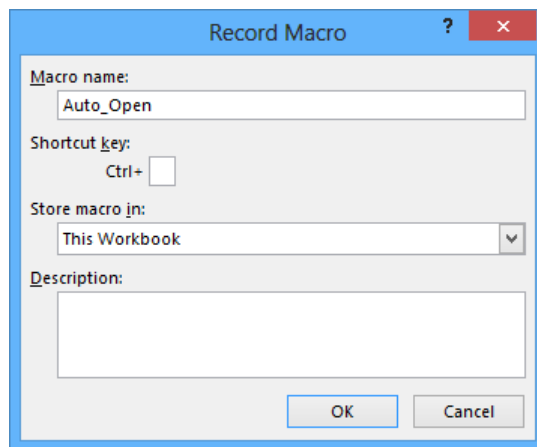 Record Macro ? ×
Macro name:
Auto_Open
Shortcut key:
Ctrl+
Store macro in:
This Workbook
Description:
OK Cancel